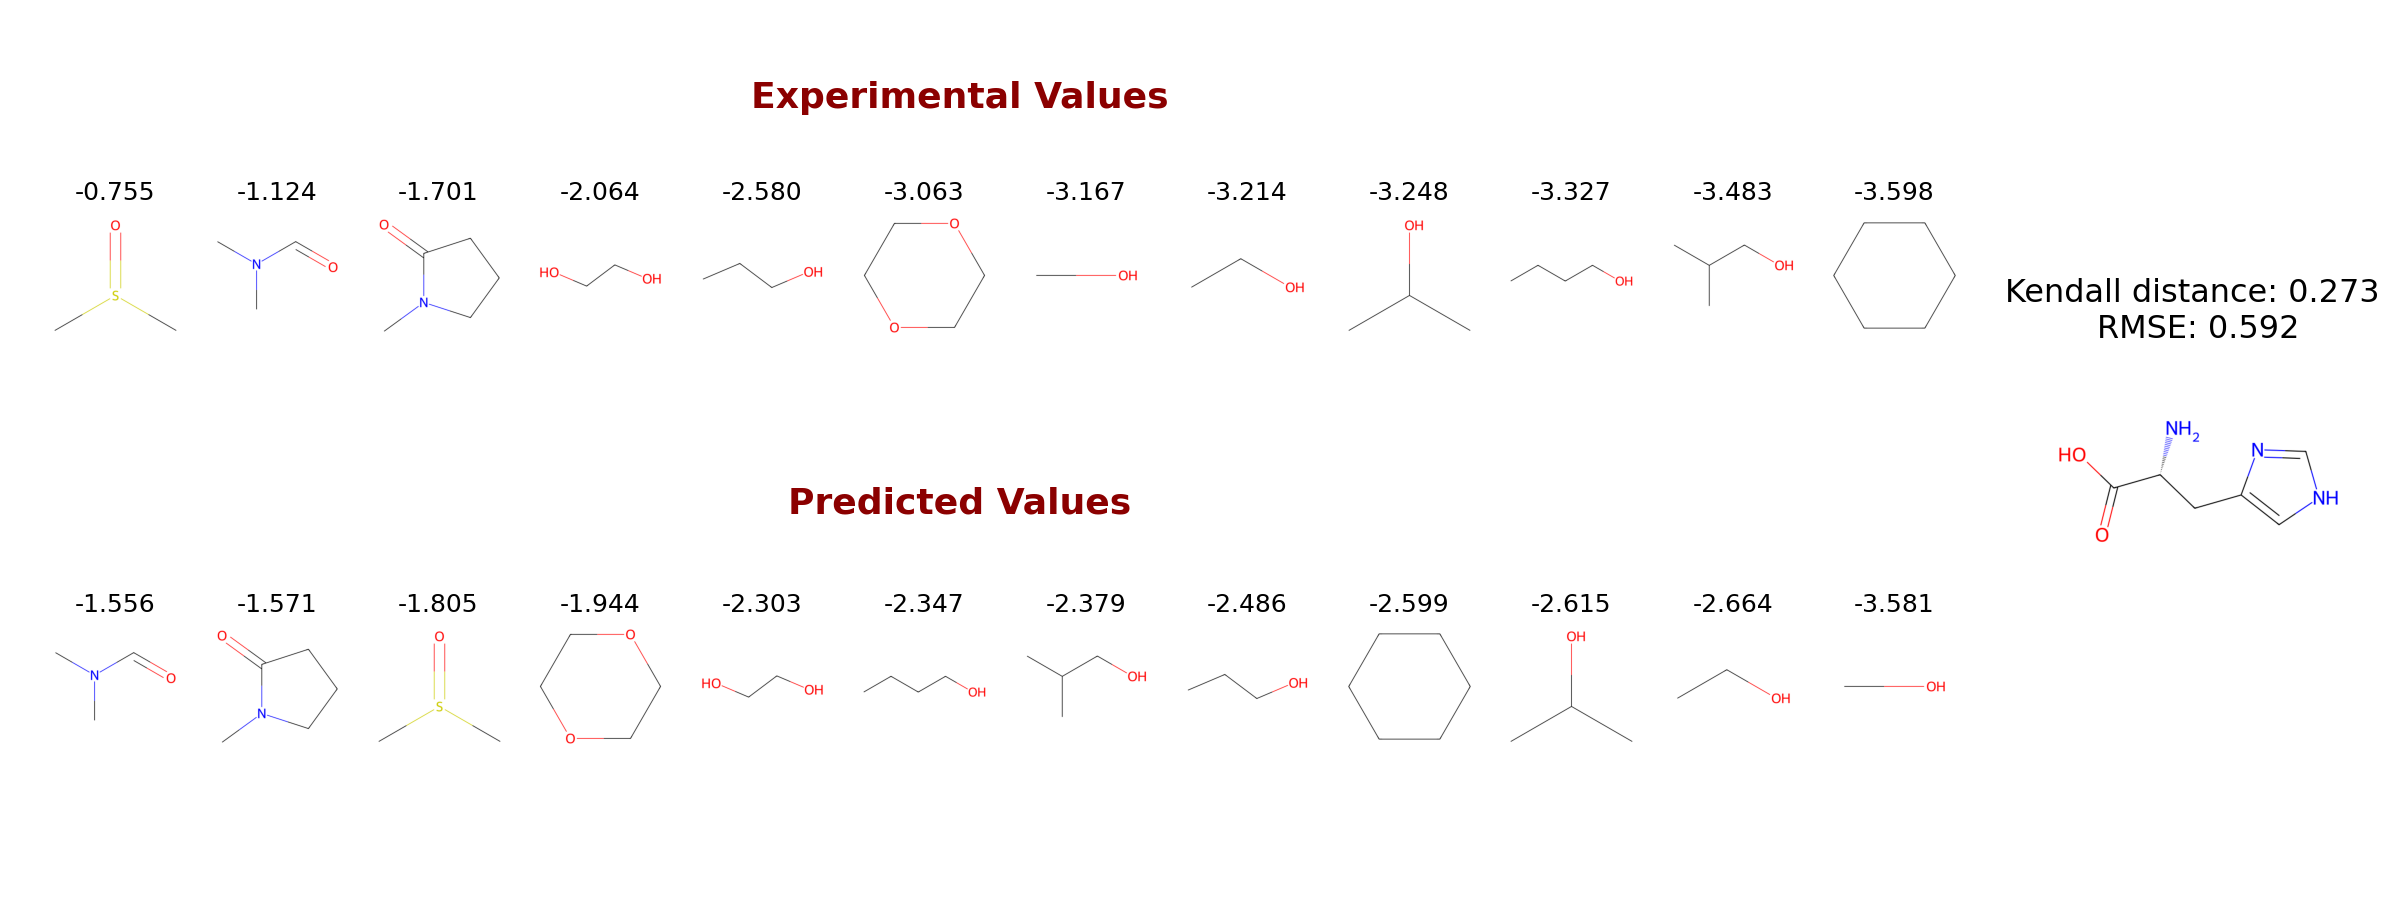 Experimental Values
-0.755 -1.124 -1.701 -2.064 -2.580 -3.063 -3.167 -3.214 -3.248 -3.327 -3.483 -3.598
O
S
N
O
O
N
HO
OH
OH
O
O
OH
OH
OH
OH
OH
Kendall distance: 0.273
RMSE: 0.592
HO
NH2
N
NH
O
Predicted Values
-1.556 -1.571 -1.805 -1.944 -2.303 -2.347 -2.379 -2.486 -2.599 -2.615 -2.664 -3.581
N
O
O
N
O
S
O
O
HO
OH
OH
OH
OH
OH
OH
OH